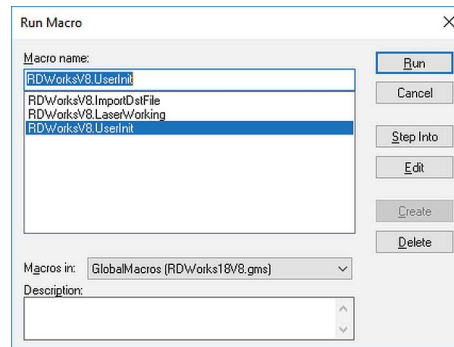 Run Macro
Macro name:
RDWorksV8.UserInit
RDWorksV8.ImportDstFile
RDWorksV8.LaserWorking
RDWorksV8.UserInit
Run
Cancel
Step Into
Edit
Create
Delete
Macros in: GlobalMacros (RDWorks18V8.gms)
Description: